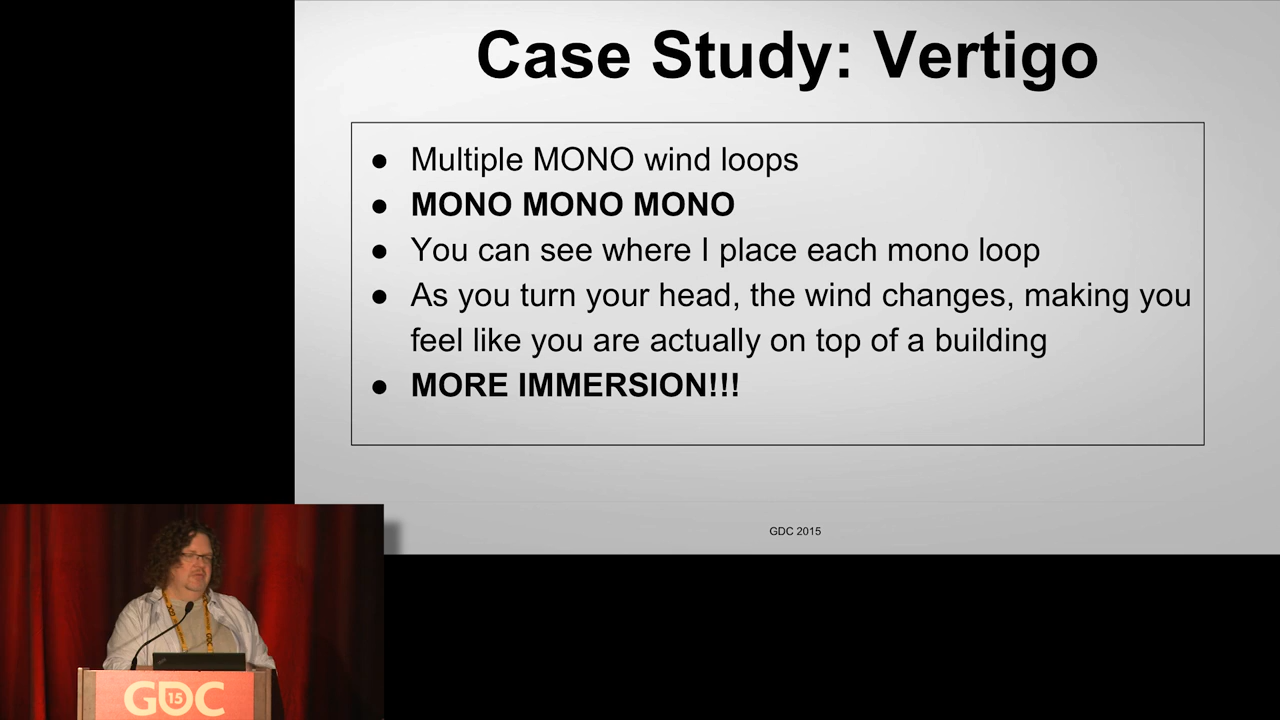 Case Study: Vertigo
● Multiple MONO wind loops
● MONO MONO MONO
● You can see where I place each mono loop
● As you turn your head, the wind changes, making you
feel like you are actually on top of a building
● MORE IMMERSION!!!
GDC 2015
GDC 15